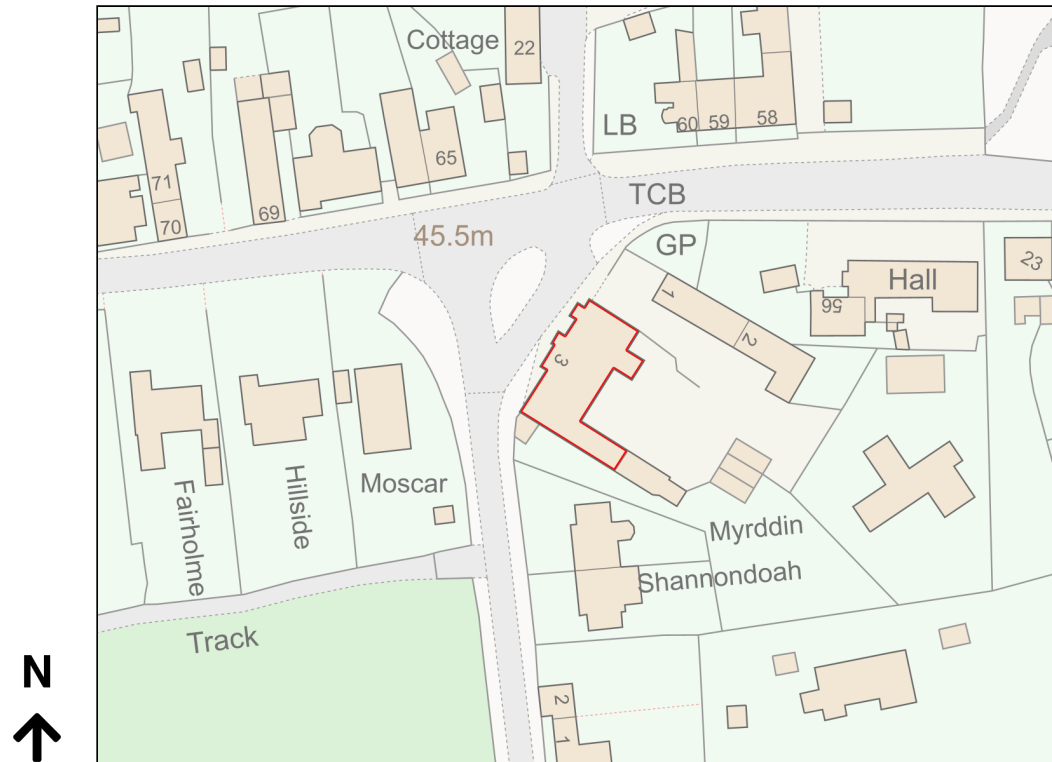 Cottage
22
LB
60
59
58
65
71
70
69
TCB
45.5m
GP
Hall
23
56
1
2
3
Moscar
Hillside
Fairholme
Myrddin
Shannondoah
Track
2
1
N